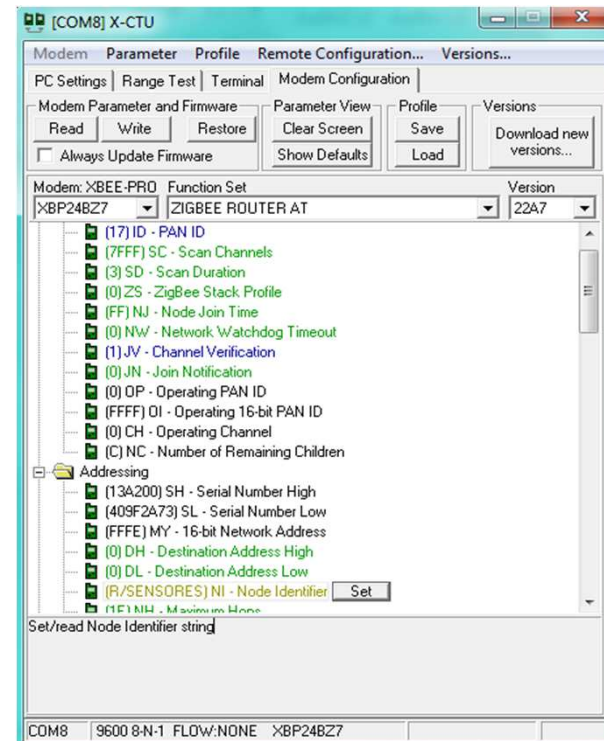 [COM8] X-CTU
Modem Parameter Profile Remote Configuration... Versions...
PC Settings Range Test Terminal Modem Configuration
Modem Parameter and Firmware Parameter View Profile Versions
Read Write Restore Clear Screen Save Download new versions...
Always Update Firmware Show Defaults Load
Modem: XBEE-PRO Function Set Version
XBP24BZ7 ZIGBEE ROUTER AT 22A7
(17) ID - PAN ID
(7FFF) SC - Scan Channels
(3) SD - Scan Duration
(0) ZS - ZigBee Stack Profile
(FF) NJ - Node Join Time
(0) NW - Network Watchdog Timeout
(1) JV - Channel Verification
(0) JN - Join Notification
(0) OP - Operating PAN ID
(FFFF) OI - Operating 16-bit PAN ID
(0) CH - Operating Channel
(C) NC - Number of Remaining Children
Addressing
(13A200) SH - Serial Number High
(409F2A73) SL - Serial Number Low
(FFFE) MY - 16-bit Network Address
(0) DH - Destination Address High
(0) DL - Destination Address Low
(R/SENSORES) NI - Node Identifier Set
(1E) NH - Maximum Hops
Set/read Node Identifier string
COM8 9600 8-N-1 FLOW:NONE XBP24BZ7